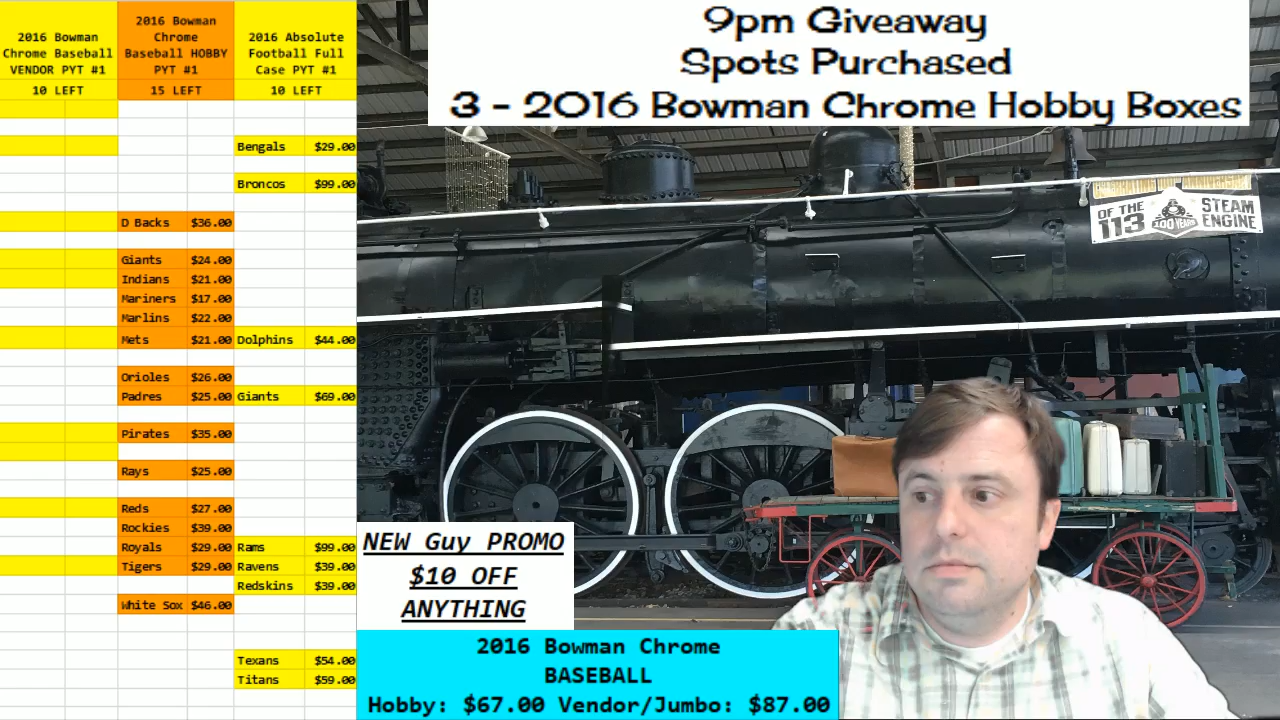 2016 Bowman
Chrome Baseball
VENDOR PYT #1
10 LEFT
2016 Bowman
Chrome
Baseball HOBBY
PYT #1
15 LEFT
2016 Absolute
Football Full
Case PYT #1
10 LEFT
Bengals $29.00
Broncos $99.00
D Backs $36.00
Giants $24.00
Indians $21.00
Mariners $17.00
Marlins $22.00
Mets $21.00 Dolphins $44.00
Orioles $26.00
Padres $25.00 Giants $69.00
Pirates $35.00
Rays $25.00
Reds $27.00
Rockies $39.00
Royals $29.00 Rams $99.00
Tigers $29.00 Ravens $39.00
Redskins $39.00
White Sox $46.00
Texans $54.00
Titans $59.00
9pm Giveaway
Spots Purchased
3 - 2016 Bowman Chrome Hobby Boxes
OF THE
113
100 YEARS
STEAM
ENGINE
NEW Guy PROMO
$10 OFF
ANYTHING
2016 Bowman Chrome
BASEBALL
Hobby: $67.00 Vendor/Jumbo: $87.00